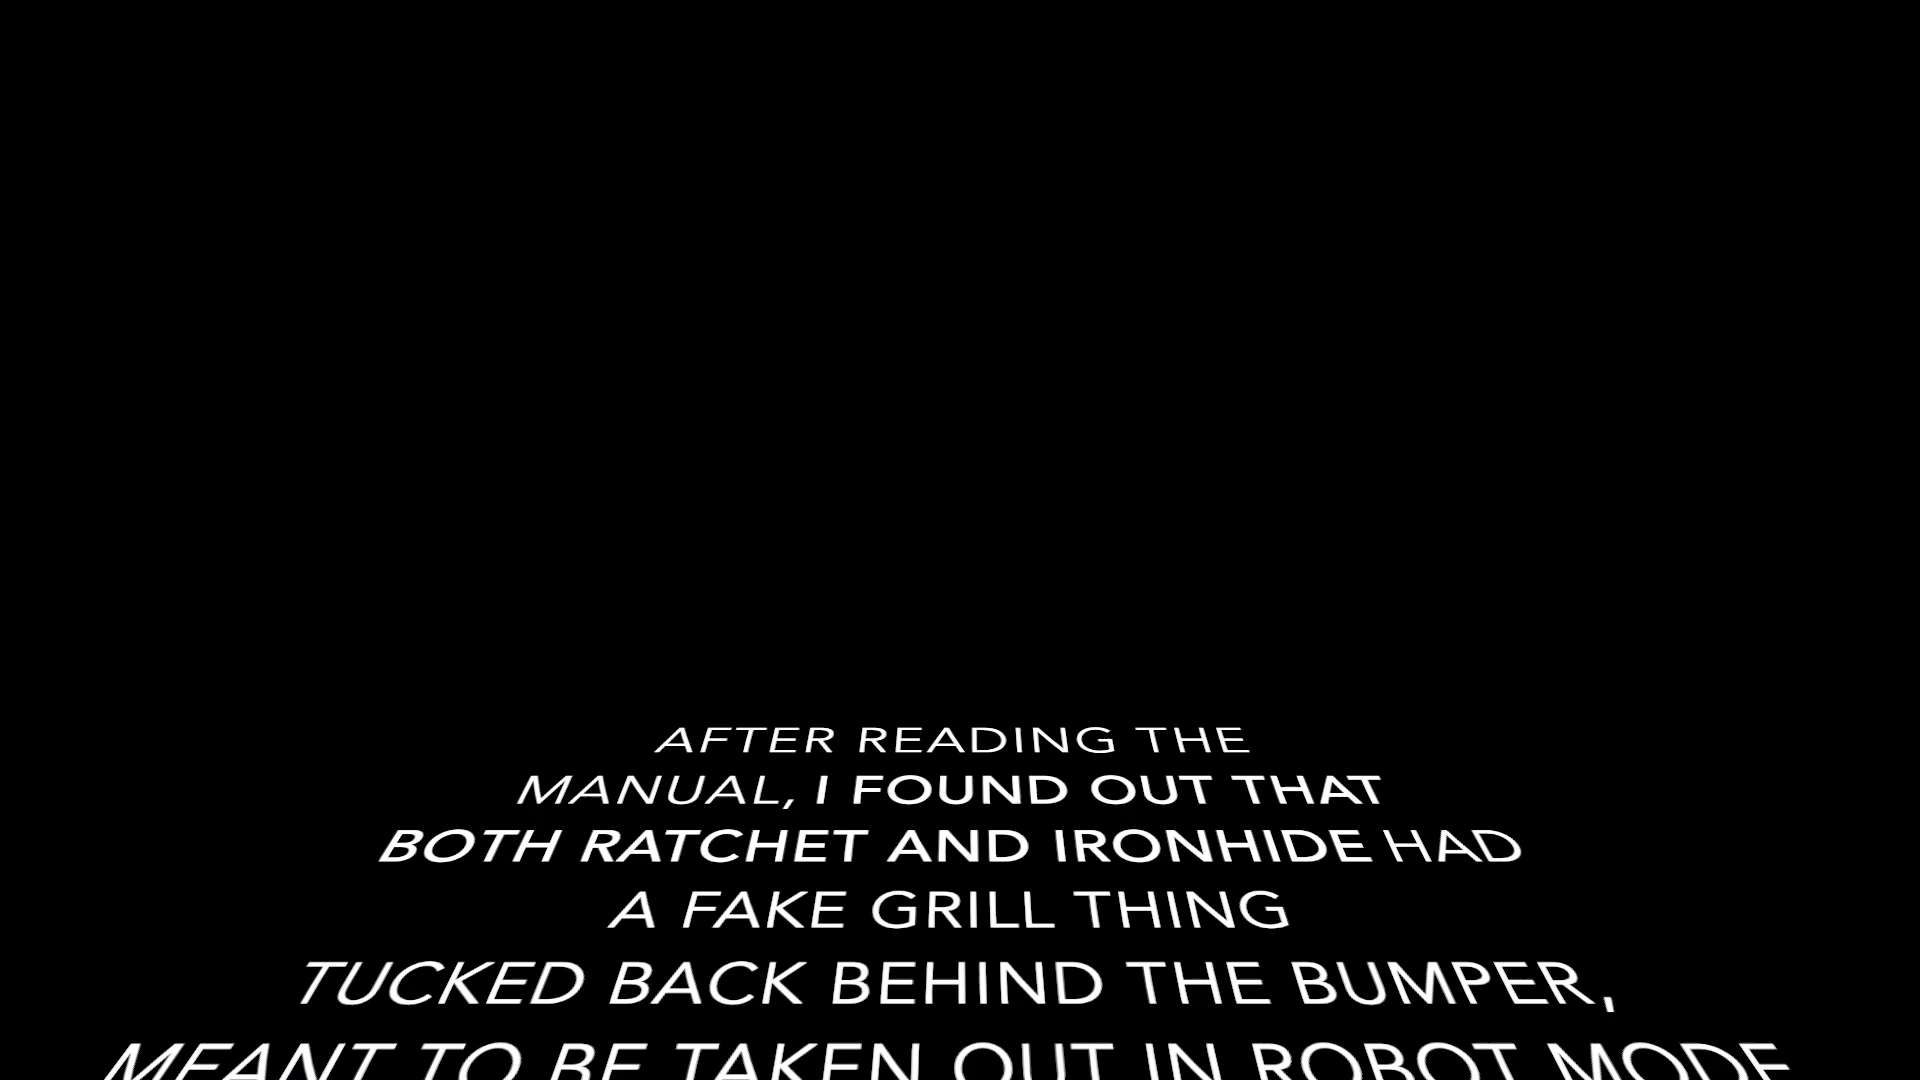 AFTER READING THE
MANUAL, I FOUND OUT THAT
BOTH RATCHET AND IRONHIDE HAD
A FAKE GRILL THING
TUCKED BACK BEHIND THE BUMPER,
MEANT TO BE TAKEN OUT IN ROBOT MODE